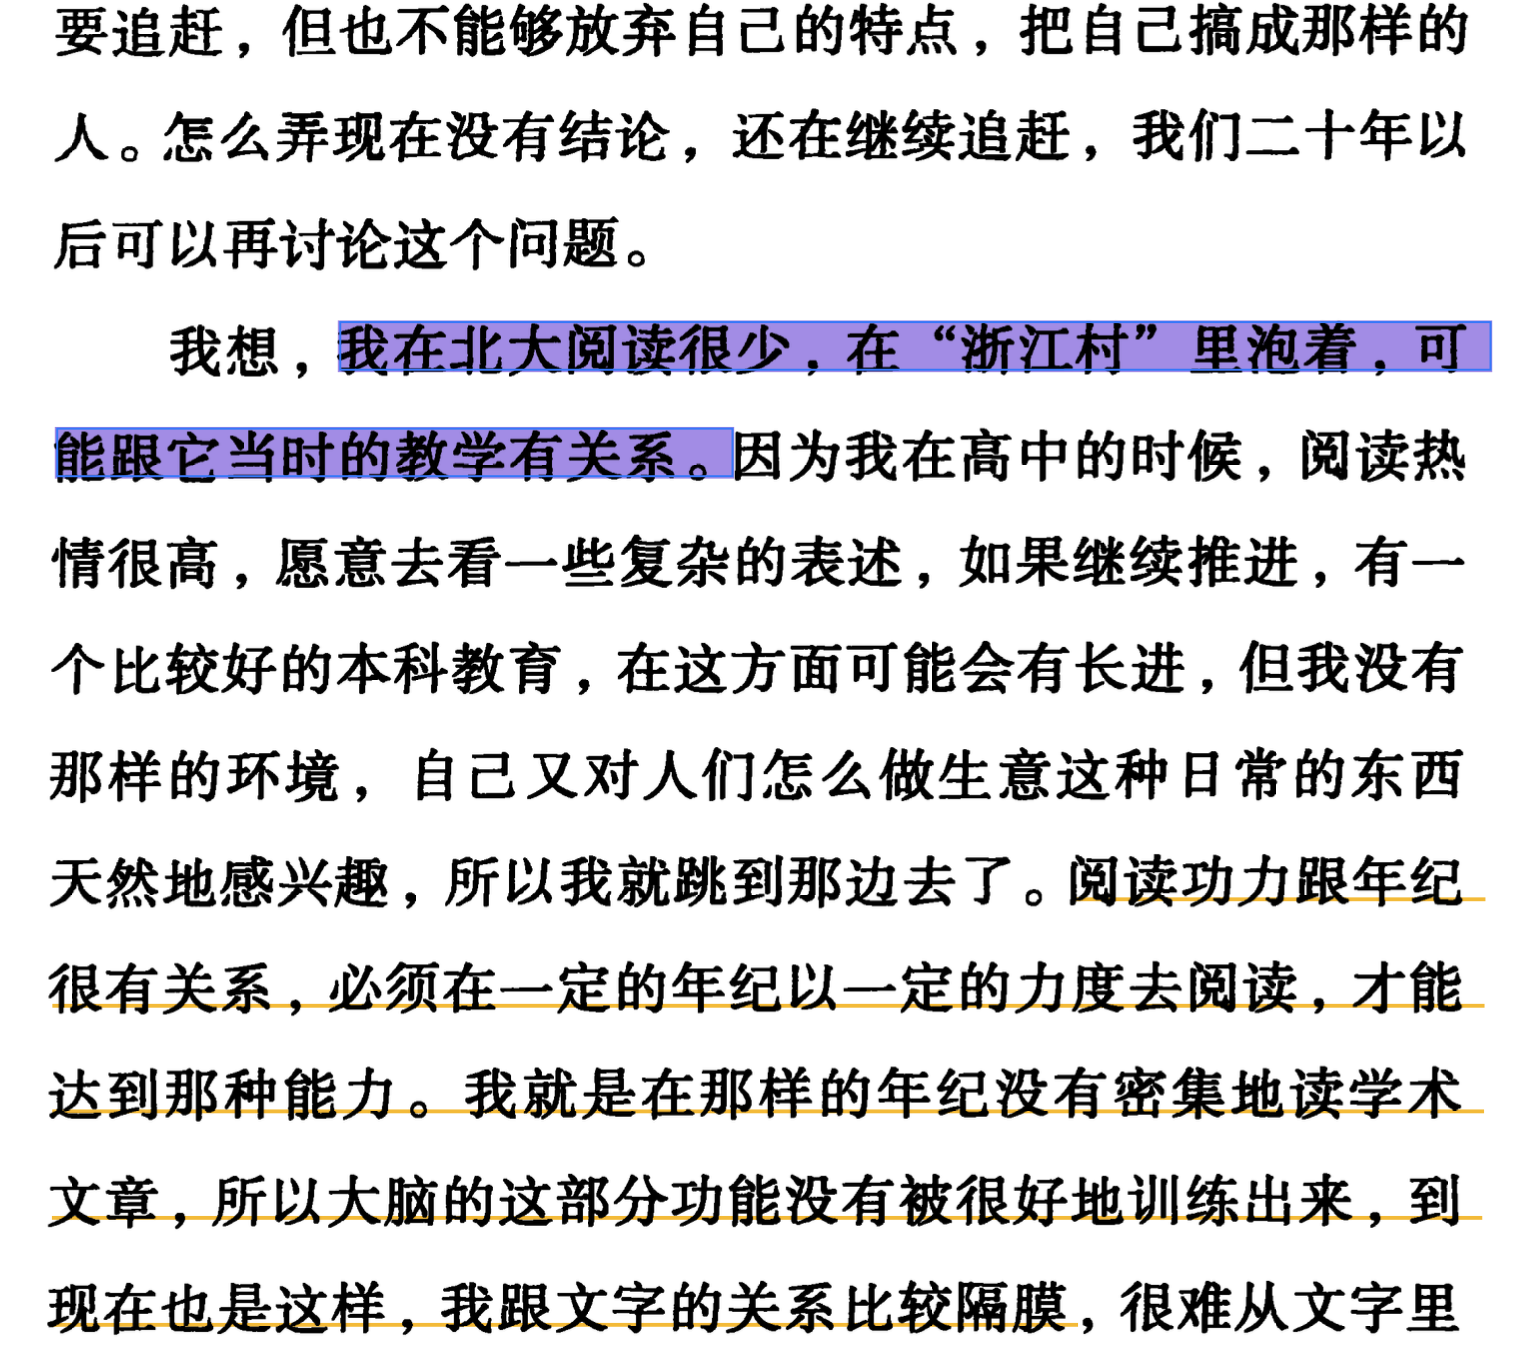 要追赶，但也不能够放弃自己的特点，把自己搞成那样的
人。怎么弄现在没有结论，还在继续追赶，我们二十年以
后可以再讨论这个问题。
我想，我在北大阅读很少，在“浙江村”里泡着，可
能跟它当时的教学有关系。因为我在高中的时候，阅读热
情很高，愿意去看一些复杂的表述，如果继续推进，有一
个比较好的本科教育，在这方面可能会有长进，但我没有
那样的环境，自己又对人们怎么做生意这种日常的东西
天然地感兴趣，所以我就跳到那边去了。阅读功力跟年纪
很有关系，必须在一定的年纪以一定的力度去阅读，才能
达到那种能力。我就是在那样的年纪没有密集地读学术
文章，所以大脑的这部分功能没有被很好地训练出来，到
现在也是这样，我跟文字的关系比较隔膜，很难从文字里